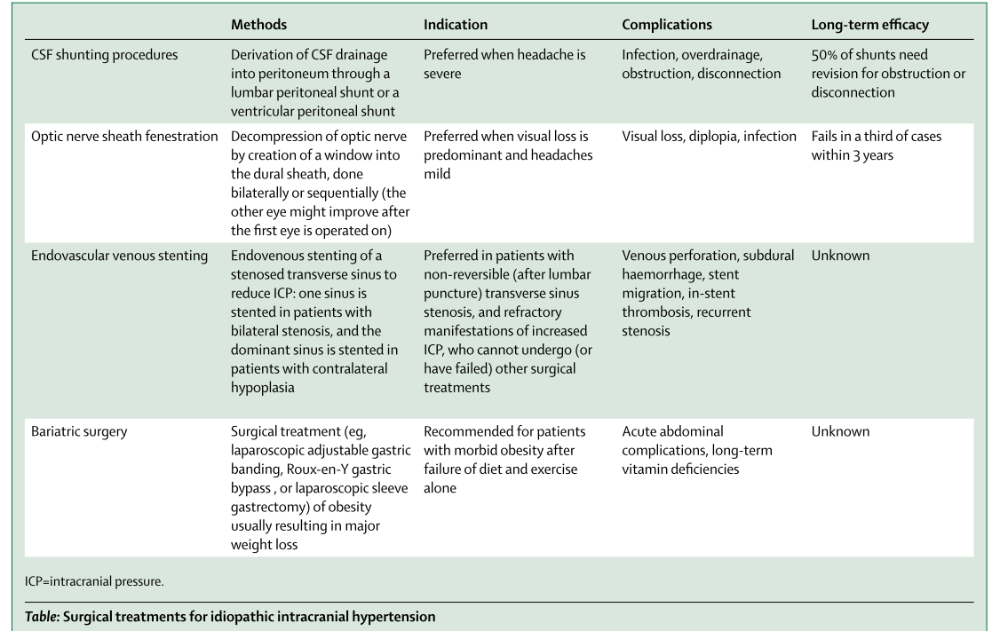 Methods Indication Complications Long-term efficacy
CSF shunting procedures Derivation of CSF drainage Preferred when headache is Infection, overdrainage, 50% of shunts need
into peritoneum through a severe obstruction, disconnection revision for obstruction or
lumbar peritoneal shunt or a disconnection
ventricular peritoneal shunt
Optic nerve sheath fenestration Decompression of optic nerve Preferred when visual loss is Visual loss, diplopia, infection Fails in a third of cases
by creation of a window into predominant and headaches within 3 years
the dural sheath, done mild
bilaterally or sequentially (the
other eye might improve after
the first eye is operated on)
Endovascular venous stenting Endovenous stenting of a Preferred in patients with Venous perforation, subdural Unknown
stenosed transverse sinus to non-reversible (after lumbar haemorrhage, stent
reduce ICP: one sinus is puncture) transverse sinus migration, in-stent
stented in patients with stenosis, and refractory thrombosis, recurrent
bilateral stenosis, and the manifestations of increased stenosis
dominant sinus is stented in ICP, who cannot undergo (or
patients with contralateral have failed) other surgical
hypoplasia treatments
Bariatric surgery Surgical treatment (eg, Recommended for patients Acute abdominal Unknown
laparoscopic adjustable gastric with morbid obesity after complications, long-term
banding, Roux-en-Y gastric failure of diet and exercise vitamin deficiencies
bypass , or laparoscopic sleeve alone
gastrectomy) of obesity
usually resulting in major
weight loss
ICP=intracranial pressure.
Table: Surgical treatments for idiopathic intracranial hypertension